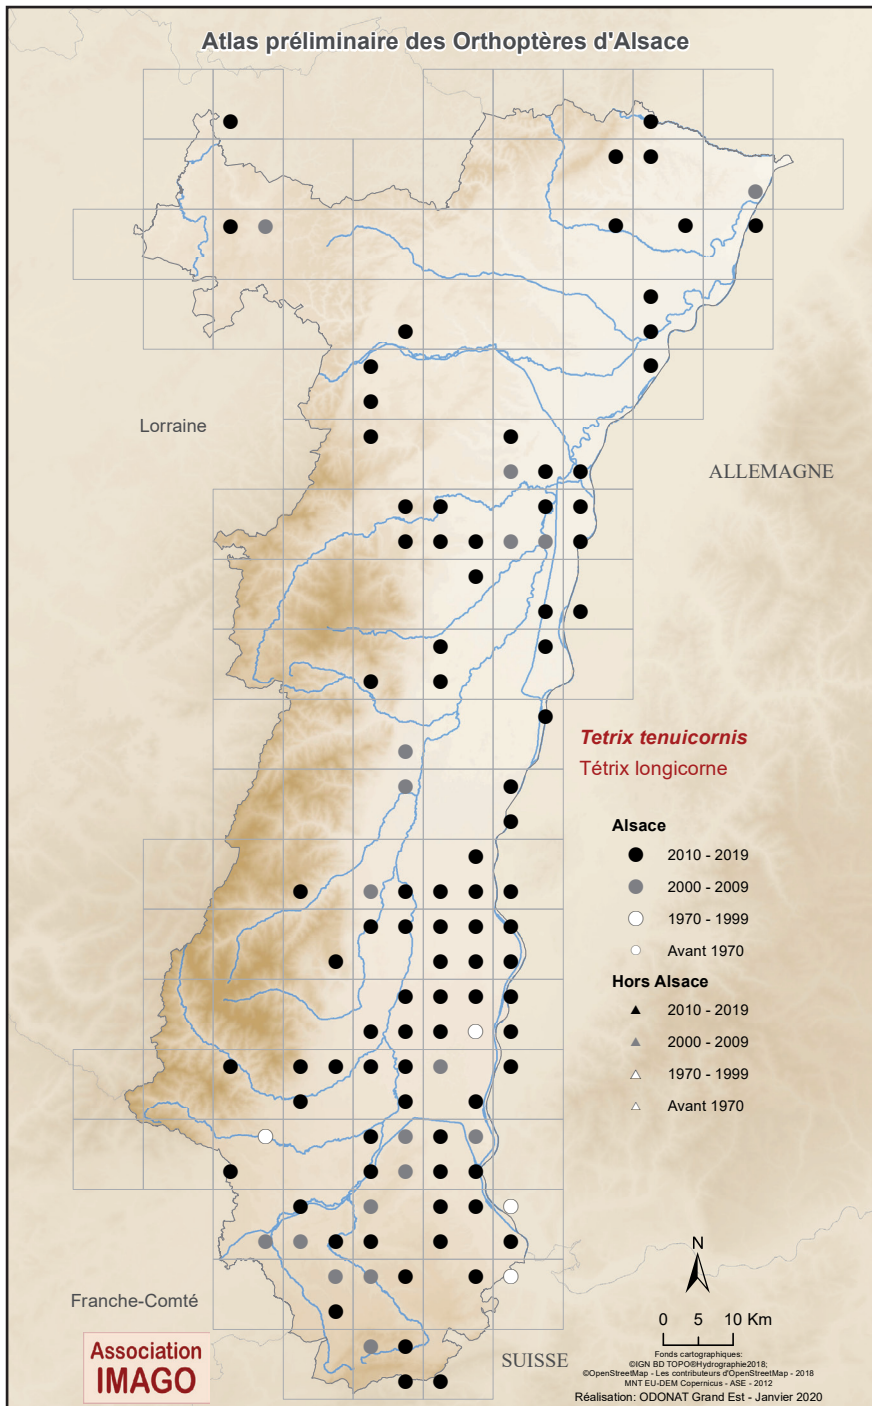 Atlas préliminaire des Orthoptères d'Alsace
Lorraine
ALLEMAGNE
Tetrix tenuicornis
Tétrix longicorne
Alsace
2010 - 2019
2000 - 2009
1970 - 1999
Avant 1970
Hors Alsace
2010 - 2019
2000 - 2009
1970 - 1999
Avant 1970
N
0 5 10 Km
Franche-Comté
SUISSE
Association
IMAGO
Fonds cartographiques:
©IGN BD TOPO®Hydrographie2018;
©OpenStreetMap - Les contributeurs d'OpenStreetMap - 2018
MNT EU-DEM Copernicus - ASE - 2012
Réalisation: ODONAT Grand Est - Janvier 2020